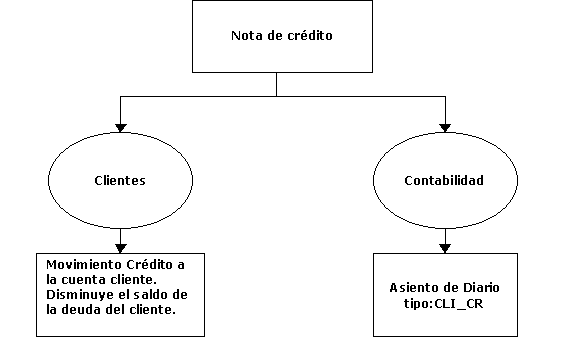 Nota de crédito
Clientes
Contabilidad
Movimiento Crédito a
la cuenta cliente.
Disminuye el saldo de
la deuda del cliente.
Asiento de Diario
tipo:CLI_CR